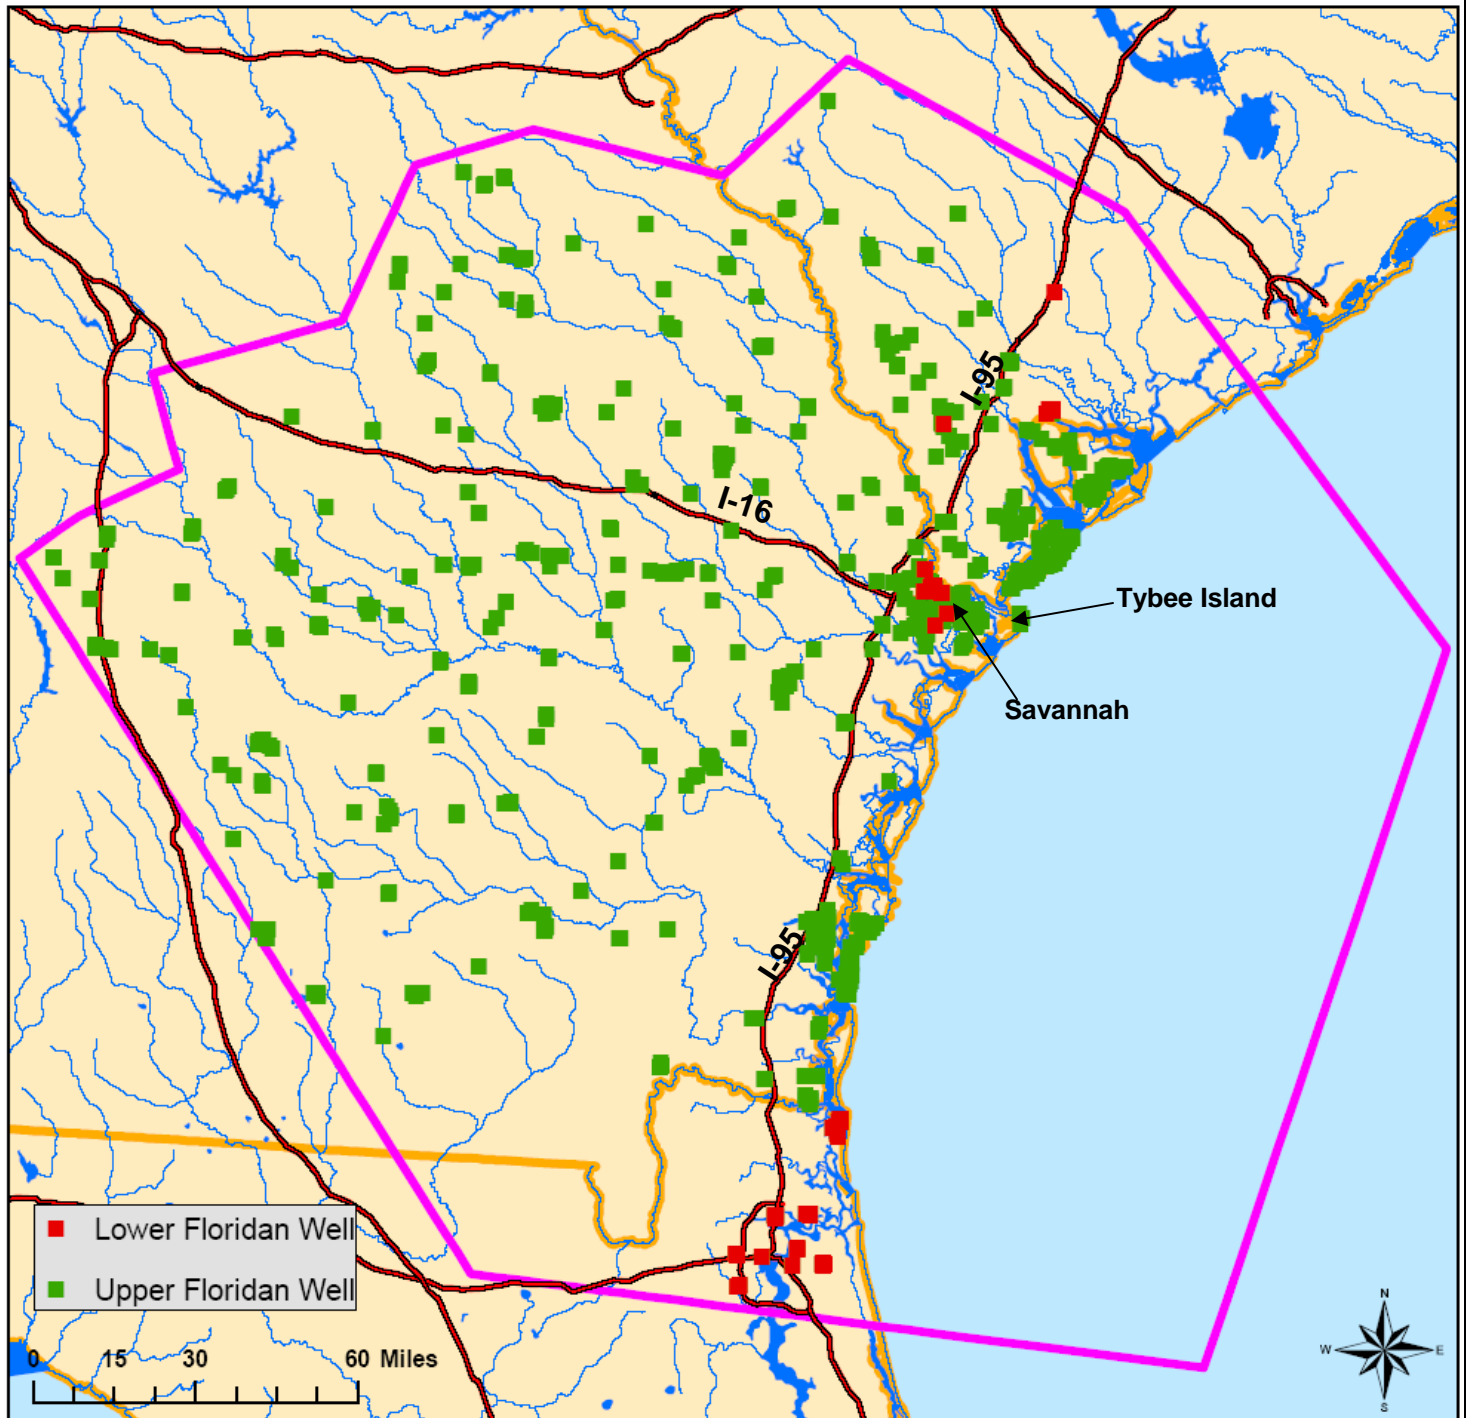 I-95
I-16
Tybee Island
Savannah
I-95
Lower Floridan Well
Upper Floridan Well
0 15 30 60 Miles
N
W E
S